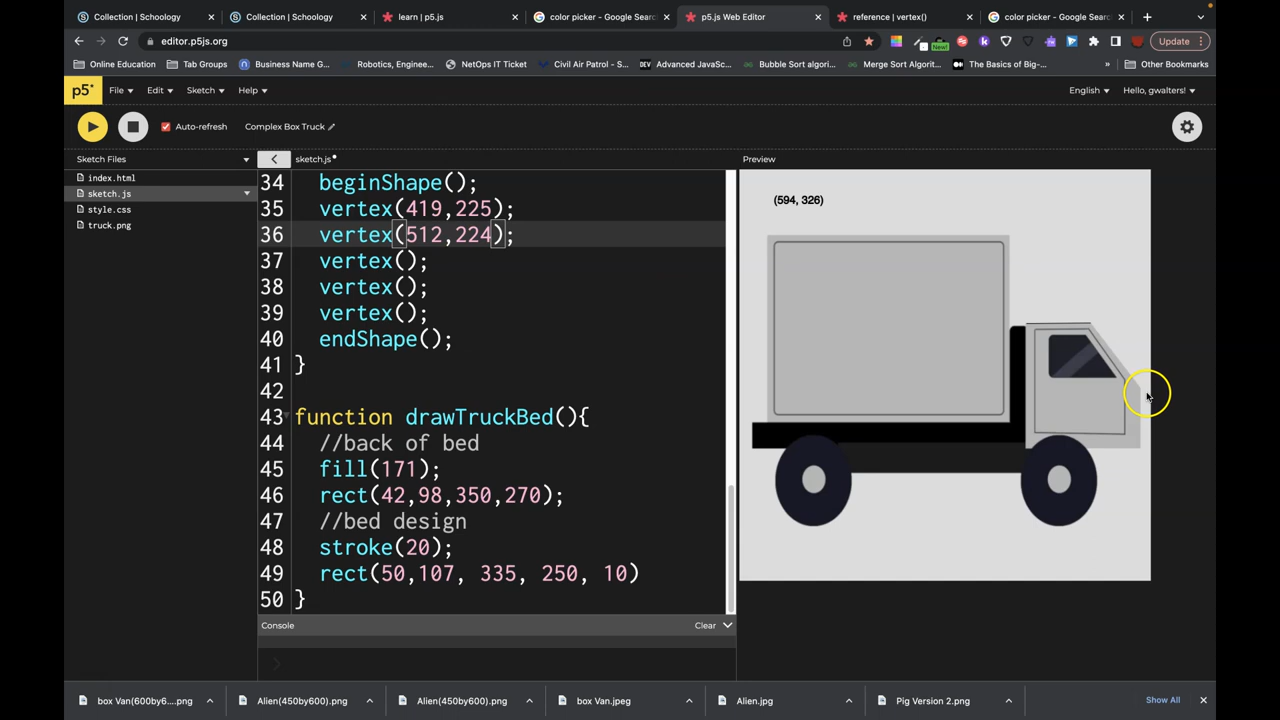 Collection | Schoology
Collection | Schoology
learn | p5.js
color picker - Google Search
p5.js Web Editor
reference | vertex()
color picker - Google Searc
editor.p5js.org
New!
Update
Online Education
Tab Groups
Business Name G...
Robotics, Enginee...
NetOps IT Ticket
Civil Air Patrol - S...
DEV
Advanced JavaSc...
Bubble Sort algori...
Merge Sort Algori...
The Basics of Big-...
»
Other Bookmarks
p5*
File
Edit
Sketch
Help
English
Hello, gwalters!
Auto-refresh
Complex Box Truck
Sketch Files
sketch.js
Preview
index.html
sketch.js
style.css
truck.png
34 beginShape();
35 vertex(419,225);
36 vertex(512,224);
37 vertex();
38 vertex();
39 vertex();
40 endShape();
41 }
42
43 function drawTruckBed(){
44 //back of bed
45 fill(171);
46 rect(42,98,350,270);
47 //bed design
48 stroke(20);
49 rect(50,107, 335, 250, 10)
50 }
(594, 326)
Console
Clear
>
box Van(600by6....png
Alien(450by600).png
Alien(450by600).png
box Van.jpeg
Alien.jpg
Pig Version 2.png
Show All